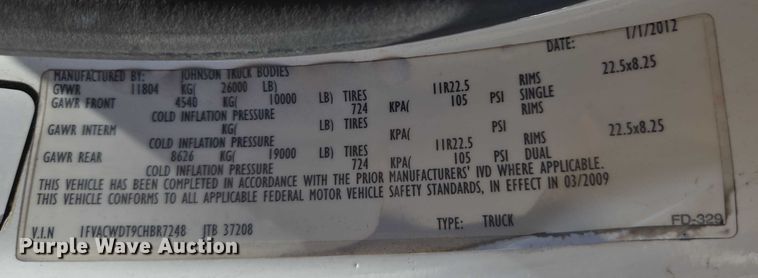 DATE: 1/1/2012
MANUFACTURED BY: JOHNSON TRUCK BODIES
GVWR 11804 KG( 26000 LB)
GAWR FRONT 4540 KG( 10000 LB) TIRES 11R22.5 RIMS 22.5x8.25
COLD INFLATION PRESSURE 724 KPA( 105 PSI SINGLE
GAWR INTERM KG( LB) TIRES RIMS
COLD INFLATION PRESSURE KPA( PSI
GAWR REAR 8626 KG( 19000 LB) TIRES 11R22.5 RIMS 22.5x8.25
COLD INFLATION PRESSURE 724 KPA( 105 PSI DUAL
THIS VEHICLE HAS BEEN COMPLETED IN ACCORDANCE WITH THE PRIOR MANUFACTURERS' IVD WHERE APPLICABLE.
THIS VEHICLE CONFORMS TO ALL APPLICABLE FEDERAL MOTOR VEHICLE SAFETY STANDARDS, IN EFFECT IN 03/2009
V.I.N 1FVACWDT9CHBR7248 JTB 37208 TYPE: TRUCK FD-329
Purple Wave Auction